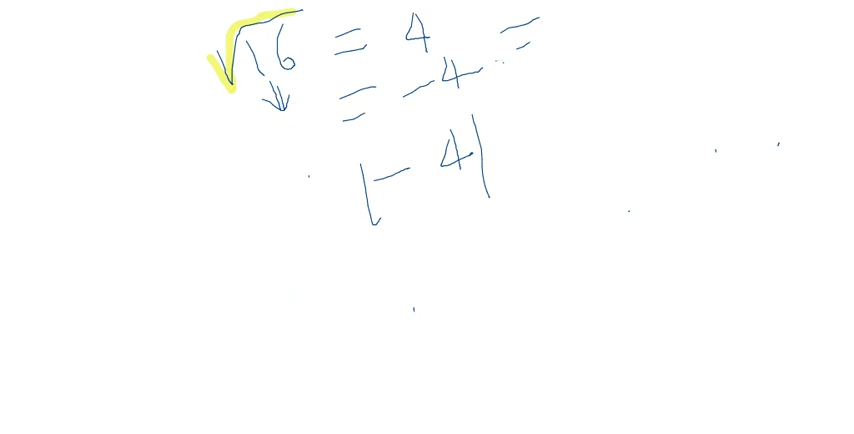 √16 = 4 =
↓ = -4
|-4|